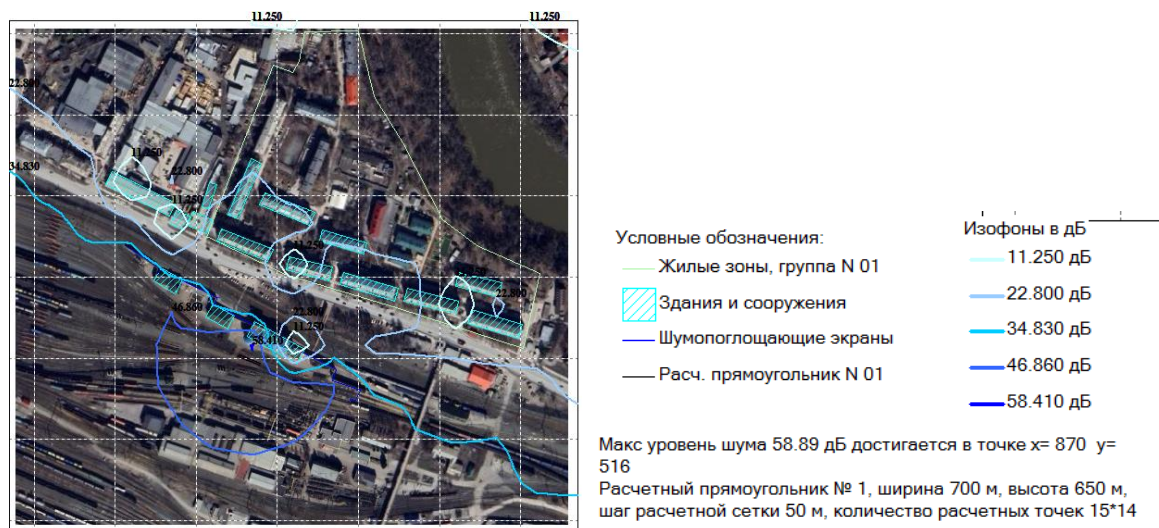 11.250
11.250
22.800
34.830
11.250
22.800
11.250
11.250
22.800
46.860
22.800
11.250
58.410
Условные обозначения:
Жилые зоны, группа N 01
Здания и сооружения
Шумопоглощающие экраны
Расч. прямоугольник N 01
Изофоны в дБ
11.250 дБ
22.800 дБ
34.830 дБ
46.860 дБ
58.410 дБ
Макс уровень шума 58.89 дБ достигается в точке x= 870 y=
516
Расчетный прямоугольник № 1, ширина 700 м, высота 650 м,
шаг расчетной сетки 50 м, количество расчетных точек 15*14